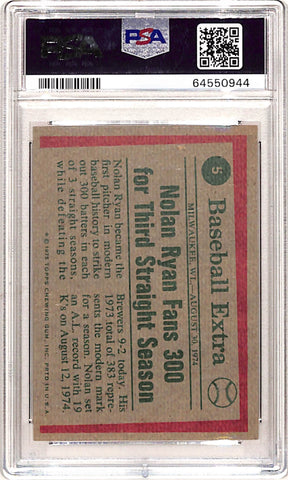 PSA
64550944
5
Baseball Extra
MILWAUKEE, WI.—AUGUST 30, 1974
Nolan Ryan Fans 300
for Third Straight Season
Nolan Ryan became the
first pitcher in modern
baseball history to strike
out 300 batters in each
of 3 straight seasons,
while defeating the
Brewers 9-2 today. His
1973 total of 383 repre-
sents the modern mark
for a season. Nolan set
an A.L. record with 19
K's on August 12, 1974.
© 1975 TOPPS CHEWING GUM, INC. PRTD IN U.S.A.